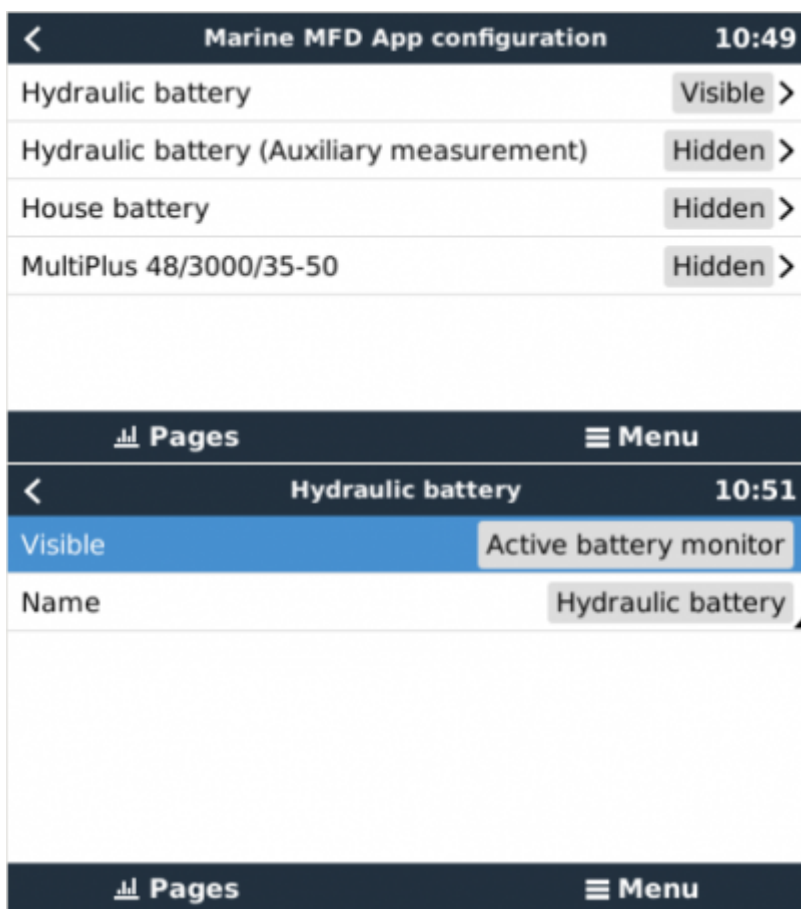 Marine MFD App configuration 10:49
Hydraulic battery Visible
Hydraulic battery (Auxiliary measurement) Hidden
House battery Hidden
MultiPlus 48/3000/35-50 Hidden
Pages Menu
Hydraulic battery 10:51
Visible Active battery monitor
Name Hydraulic battery
Pages Menu